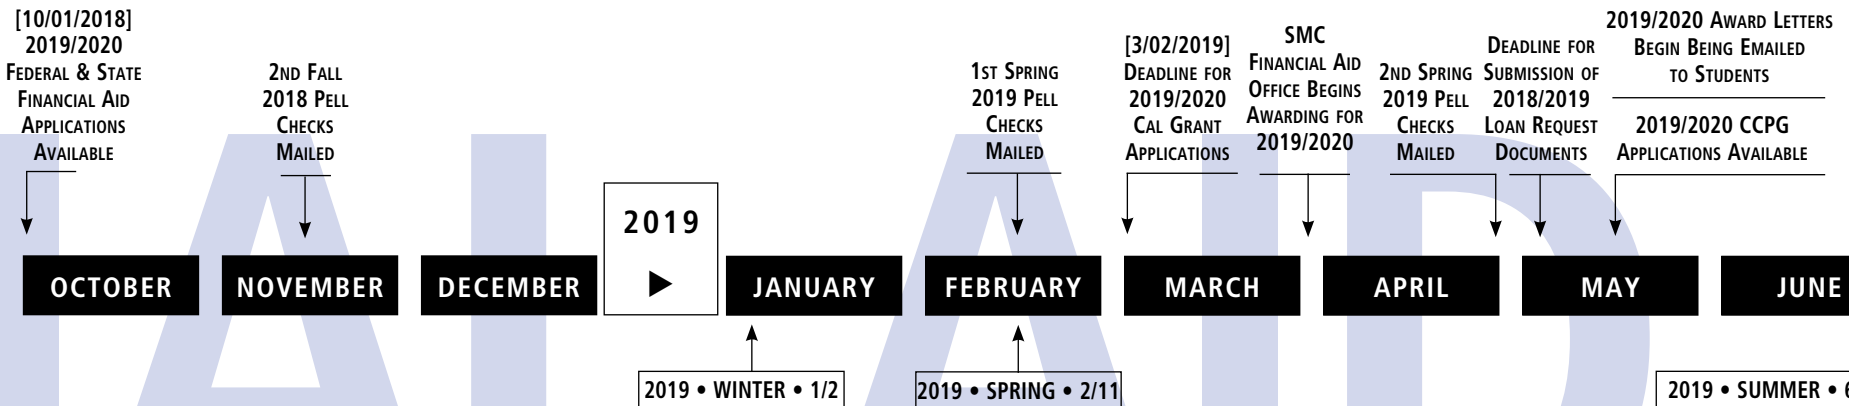 [10/01/2018]
2019/2020
Federal & State
Financial Aid
Applications
Available
2nd Fall
2018 Pell
Checks
Mailed
1st Spring
2019 Pell
Checks
Mailed
[3/02/2019]
Deadline for
2019/2020
Cal Grant
Applications
SMC
Financial Aid
Office Begins
Awarding for
2019/2020
2nd Spring
2019 Pell
Checks
Mailed
Deadline for
Submission of
2018/2019
Loan Request
Documents
2019/2020 Award Letters
Begin Being Emailed
to Students
2019/2020 CCPG
Applications Available
2019
OCTOBER
NOVEMBER
DECEMBER
JANUARY
FEBRUARY
MARCH
APRIL
MAY
JUNE
2019 • WINTER • 1/2
2019 • SPRING • 2/11
2019 • SUMMER • 6
IAL AID